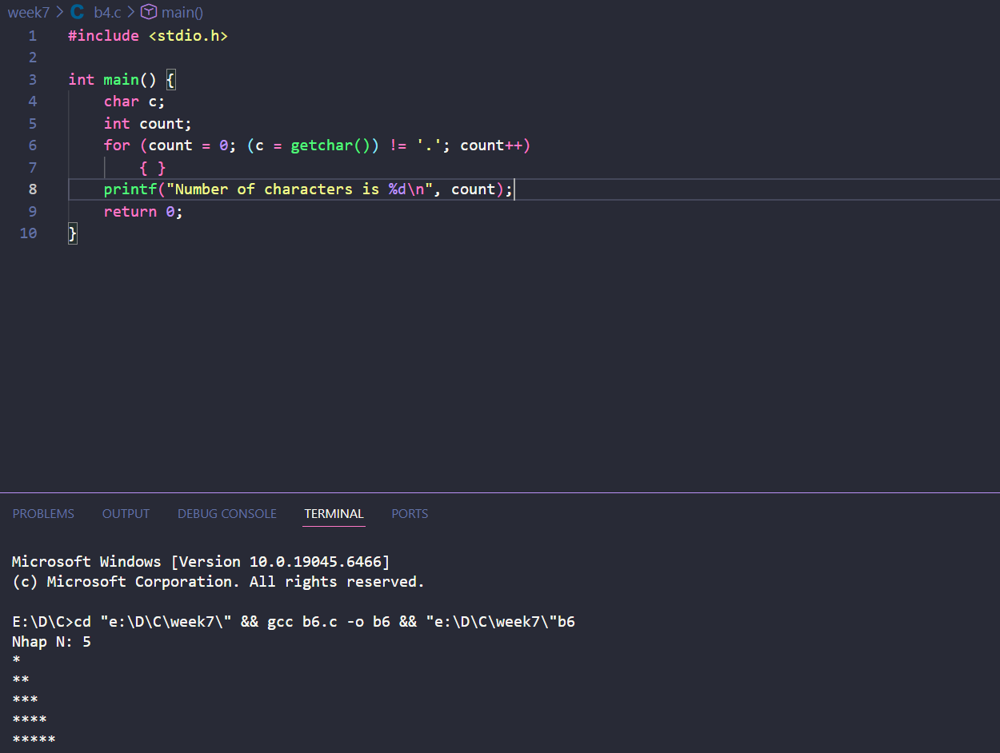 week7 > C b4.c > main()
1 #include <stdio.h>
2
3 int main() {
4     char c;
5     int count;
6     for (count = 0; (c = getchar()) != '.'; count++)
7         { }
8     printf("Number of characters is %d\n", count);
9     return 0;
10 }
PROBLEMS OUTPUT DEBUG CONSOLE TERMINAL PORTS
Microsoft Windows [Version 10.0.19045.6466]
(c) Microsoft Corporation. All rights reserved.
E:\D\C>cd "e:\D\C\week7\" && gcc b6.c -o b6 && "e:\D\C\week7\"b6
Nhap N: 5
*
**
***
****
*****